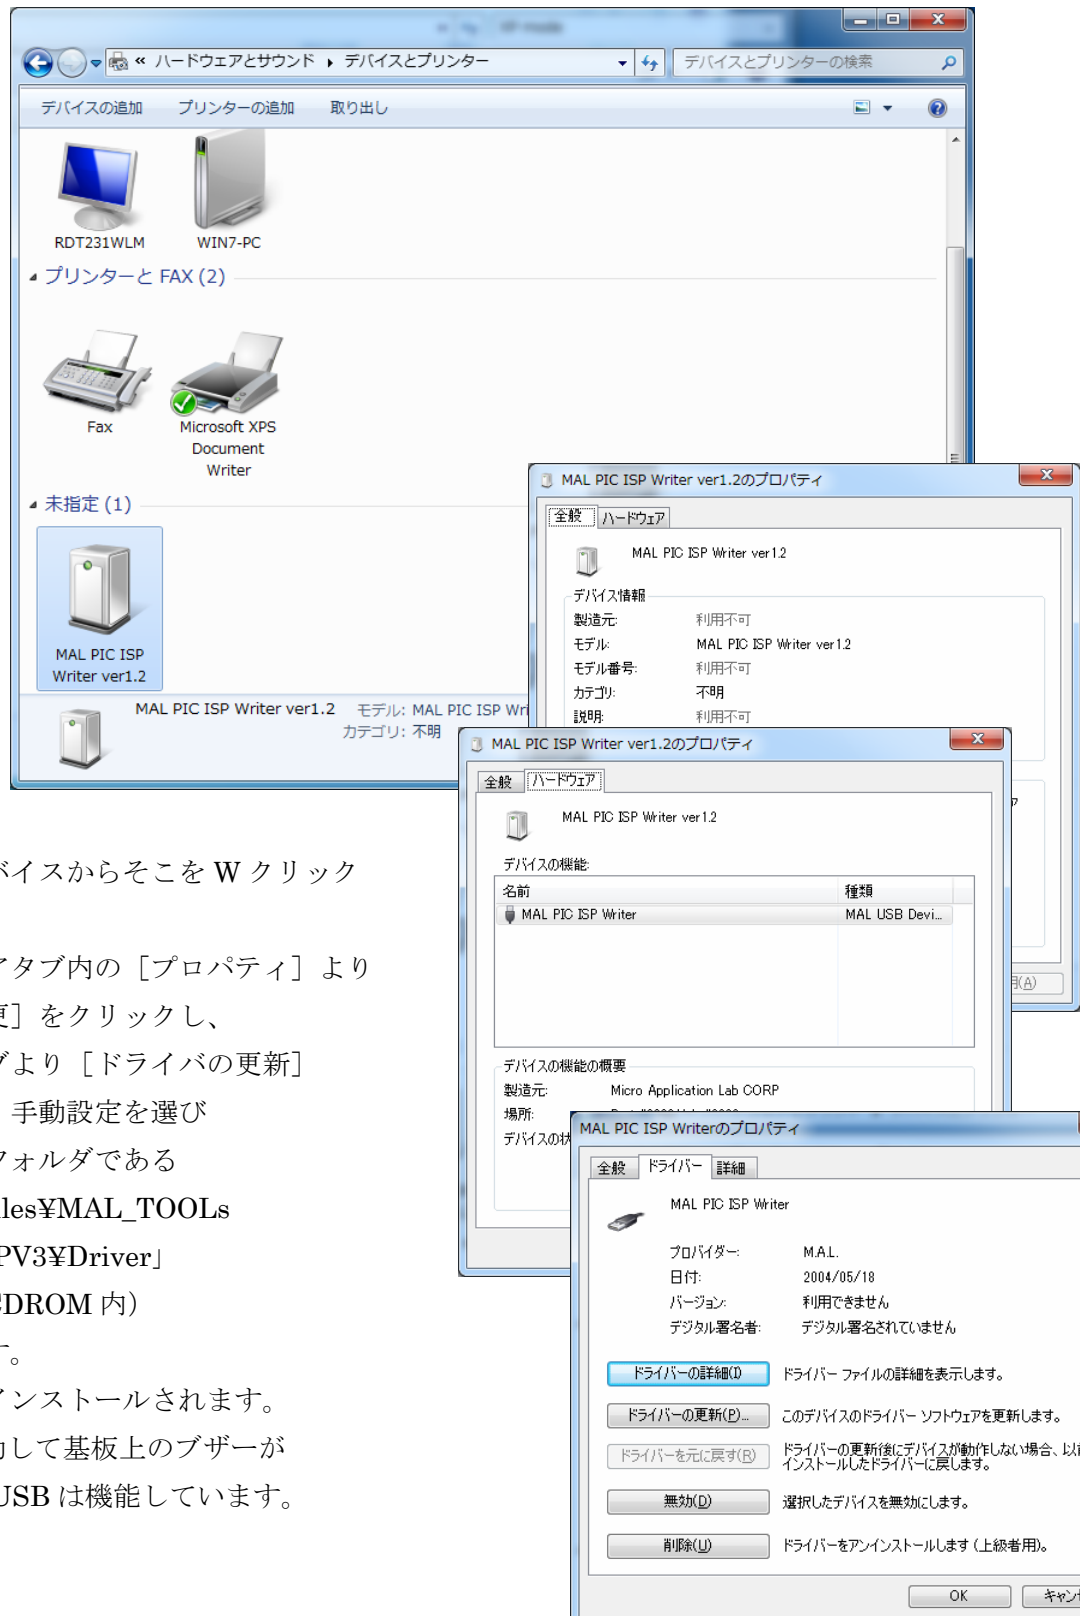 XP-mode
« ハードウェアとサウンド ▸ デバイスとプリンター
デバイスとプリンターの検索
デバイスの追加 プリンターの追加 取り出し
RDT231WLM WIN7-PC
プリンターと FAX (2)
Fax
Microsoft XPS
Document
Writer
未指定 (1)
MAL PIC ISP
Writer ver1.2
MAL PIC ISP Writer ver1.2 モデル: MAL PIC ISP Wri
カテゴリ: 不明
MAL PIC ISP Writer ver1.2のプロパティ
全般 ハードウェア
MAL PIC ISP Writer ver1.2
デバイス情報
製造元: 利用不可
モデル: MAL PIC ISP Writer ver1.2
モデル番号: 利用不可
カテゴリ: 不明
説明: 利用不可
(A)
MAL PIC ISP Writer ver1.2のプロパティ
全般 ハードウェア
MAL PIC ISP Writer ver1.2
デバイスの機能:
名前 種類
MAL PIC ISP Writer MAL USB Devi...
デバイスの機能の概要
製造元: Micro Application Lab CORP
場所:
デバイスの状
MAL PIC ISP Writerのプロパティ
全般 ドライバー 詳細
MAL PIC ISP Writer
プロバイダー: M.A.L.
日付: 2004/05/18
バージョン: 利用できません
デジタル署名者: デジタル署名されていません
ドライバーの詳細(I) ドライバー ファイルの詳細を表示します。
ドライバーの更新(P)... このデバイスのドライバー ソフトウェアを更新します。
ドライバーを元に戻す(R) ドライバーの更新後にデバイスが動作しない場合、以前
インストールしたドライバーに戻します。
無効(D) 選択したデバイスを無効にします。
削除(U) ドライバーをアンインストールします (上級者用)。
OK キャン
バイスからそこを W クリック
アタブ内の［プロパティ］より
更］をクリックし、
ブより［ドライバの更新］
手動設定を選び
フォルダである
iles¥MAL_TOOLs
PV3¥Driver」
CDROM 内）
す。
インストールされます。
動して基板上のブザーが
USB は機能しています。